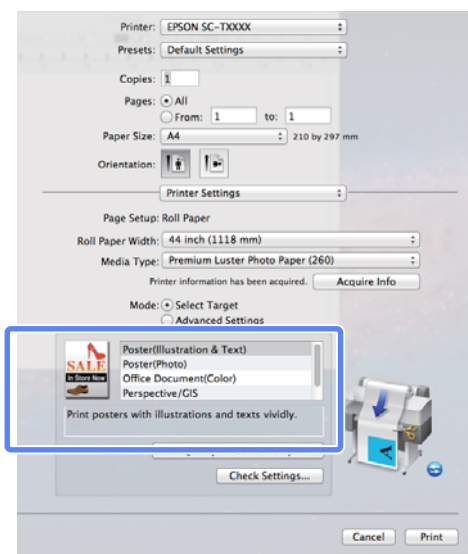 Printer: EPSON SC-TXXXX
Presets: Default Settings
Copies: 1
Pages: All
From: 1 to: 1
Paper Size: A4 210 by 297 mm
Orientation:
Printer Settings
Page Setup: Roll Paper
Roll Paper Width: 44 inch (1118 mm)
Media Type: Premium Luster Photo Paper (260)
Printer information has been acquired. Acquire Info
Mode: Select Target
Advanced Settings
SALE
In Store Now
Poster(Illustration & Text)
Poster(Photo)
Office Document(Color)
Perspective/GIS
Print posters with illustrations and texts vividly.
Check Settings...
Cancel Print